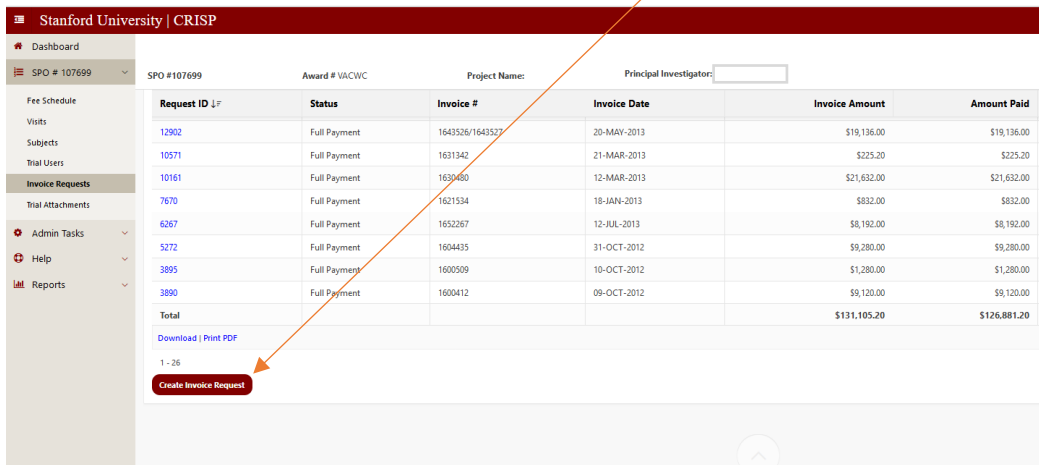 Stanford University | CRISP
Dashboard
SPO # 107699
Fee Schedule
Visits
Subjects
Trial Users
Invoice Requests
Trial Attachments
Admin Tasks
Help
Reports
SPO #107699 Award # VACWC Project Name: Principal Investigator:
Request ID Status Invoice # Invoice Date Invoice Amount Amount Paid
12902 Full Payment 1643526/1643527 20-MAY-2013 $19,136.00 $19,136.00
10571 Full Payment 1631342 21-MAR-2013 $225.20 $225.20
10161 Full Payment 1630480 12-MAR-2013 $21,632.00 $21,632.00
7670 Full Payment 1621534 18-JAN-2013 $832.00 $832.00
6267 Full Payment 1652267 12-JUL-2013 $8,192.00 $8,192.00
5272 Full Payment 1604435 31-OCT-2012 $9,280.00 $9,280.00
3895 Full Payment 1600509 10-OCT-2012 $1,280.00 $1,280.00
3890 Full Payment 1600412 09-OCT-2012 $9,120.00 $9,120.00
Total $131,105.20 $126,881.20
Download | Print PDF
1 - 26
Create Invoice Request